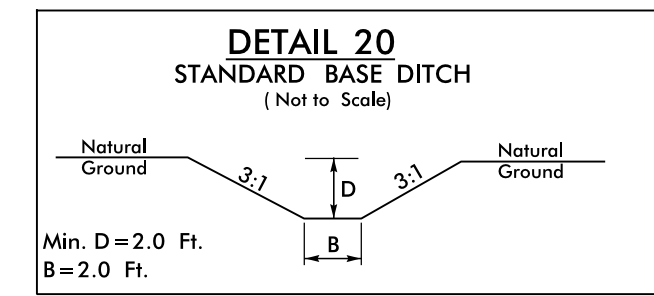 DETAIL 20
STANDARD BASE DITCH
( Not to Scale)
Natural
Ground
3:1
D
3:1
Natural
Ground
B
Min. D=2.0 Ft.
B=2.0 Ft.